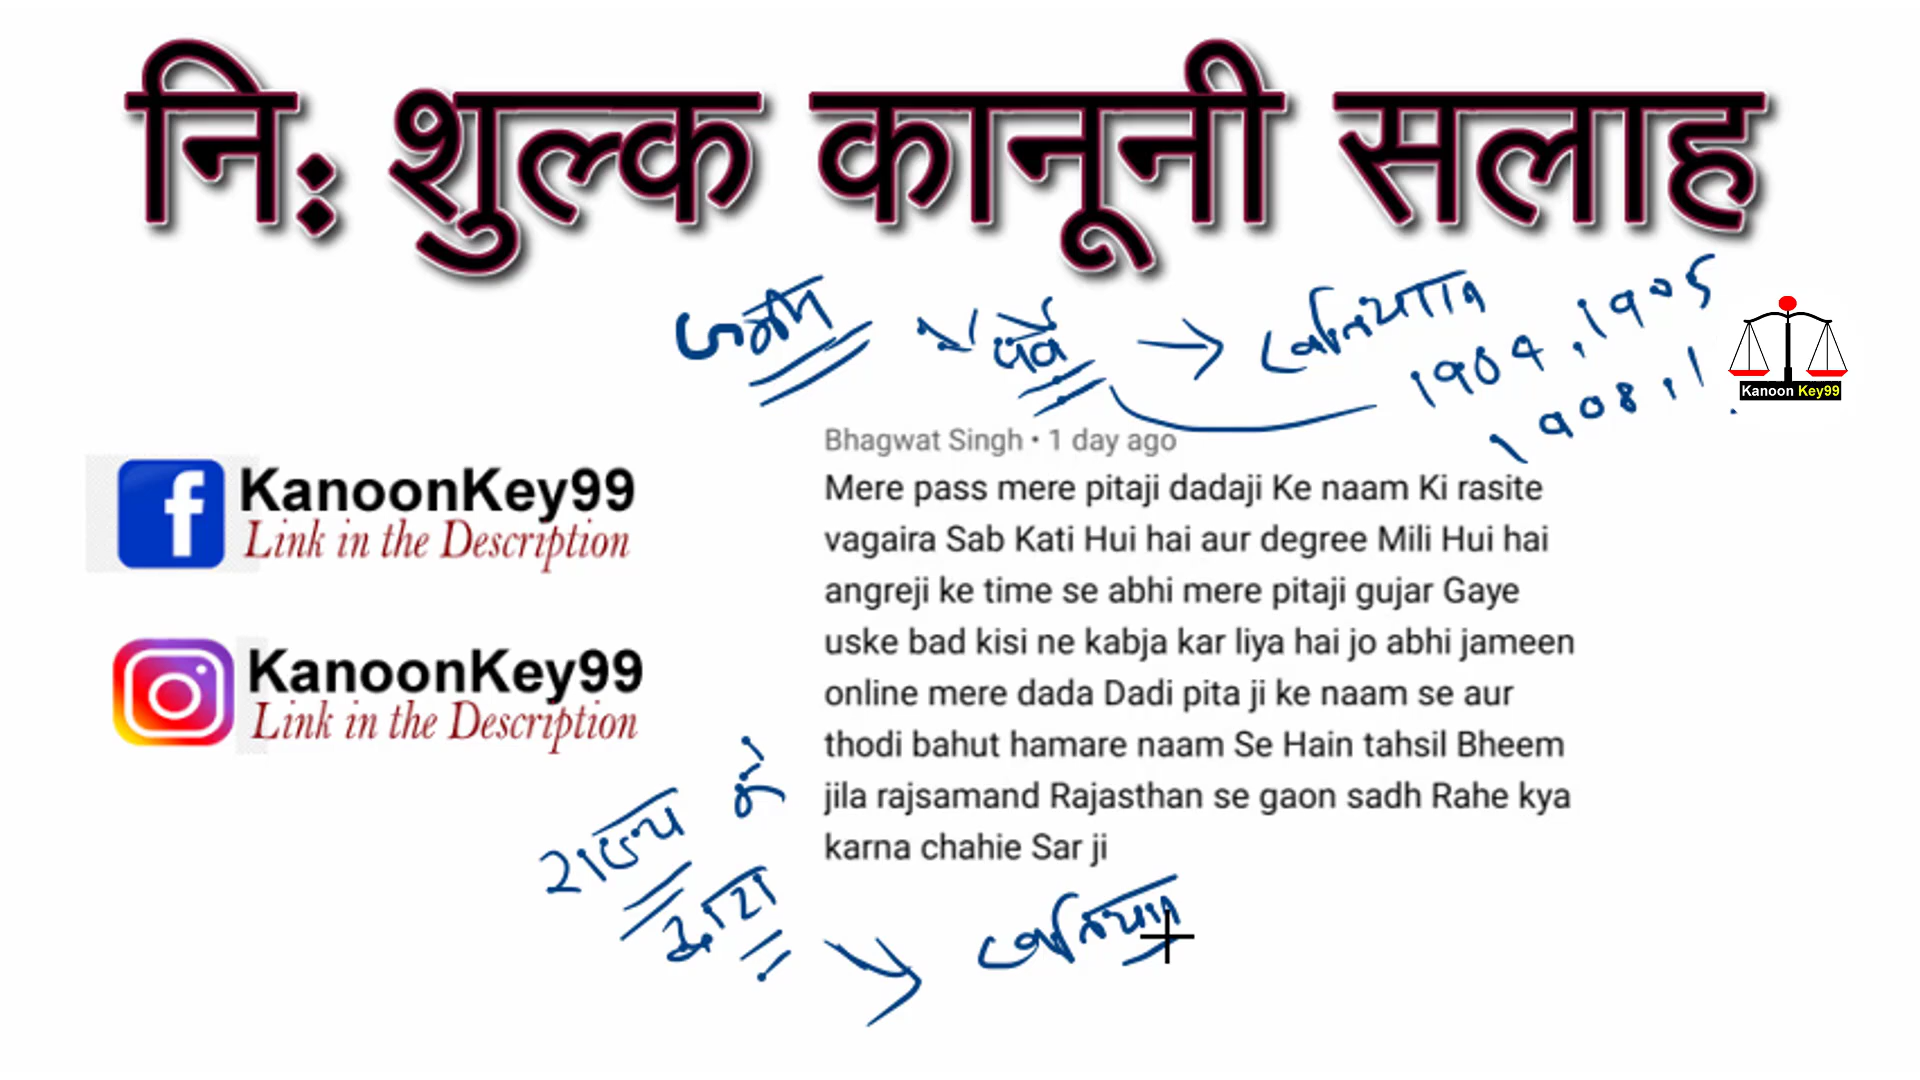 नि: शुल्क कानूनी सलाह
1904, 1905
1908, 1
Kanoon Key99
Bhagwat Singh • 1 day ago
Mere pass mere pitaji dadaji Ke naam Ki rasite
vagaira Sab Kati Hui hai aur degree Mili Hui hai
angreji ke time se abhi mere pitaji gujar Gaye
uske bad kisi ne kabja kar liya hai jo abhi jameen
online mere dada Dadi pita ji ke naam se aur
thodi bahut hamare naam Se Hain tahsil Bheem
jila rajsamand Rajasthan se gaon sadh Rahe kya
karna chahie Sar ji
KanoonKey99
Link in the Description
KanoonKey99
Link in the Description
राज्य के